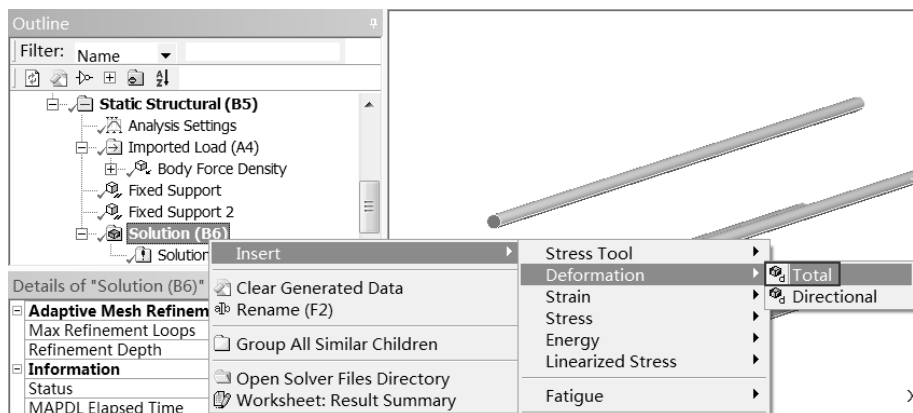 Outline
Filter: Name
Static Structural (B5)
Analysis Settings
Imported Load (A4)
Body Force Density
Fixed Support
Fixed Support 2
Solution (B6)
Solution
Details of "Solution (B6)"
Adaptive Mesh Refinem
Max Refinement Loops
Refinement Depth
Information
Status
MAPDL Elapsed Time
Insert
Clear Generated Data
Rename (F2)
Group All Similar Children
Open Solver Files Directory
Worksheet: Result Summary
Stress Tool
Deformation
Strain
Stress
Energy
Linearized Stress
Fatigue
Total
Directional
X